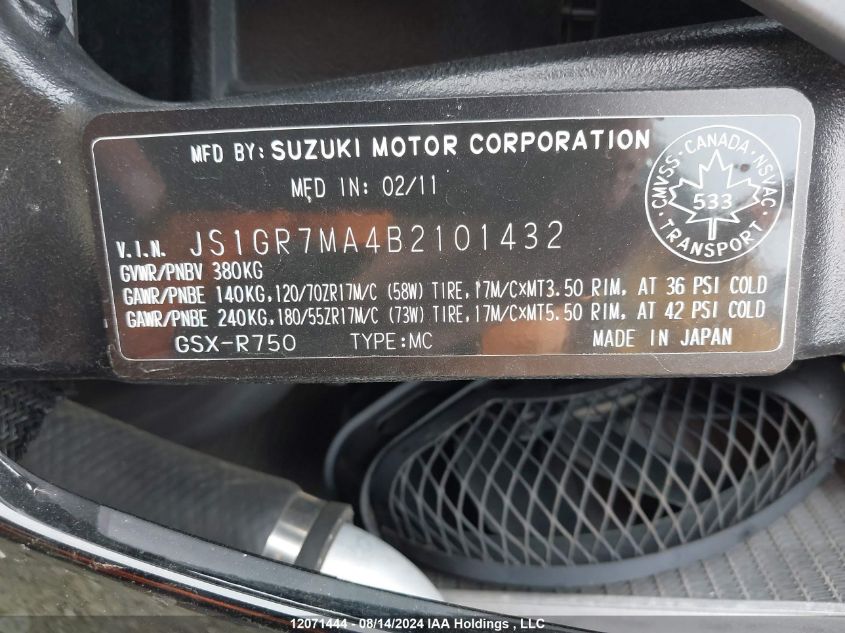 MFD BY: SUZUKI MOTOR CORPORATION
MFD IN: 02/11
CMVSS · CANADA · NSVAC
533
TRANSPORT
V.I.N. JS1GR7MA4B2101432
GVWR/PNBV 380KG
GAWR/PNBE 140KG,120/70ZR17M/C (58W) TIRE,17M/C×MT3.50 RIM, AT 36 PSI COLD
GAWR/PNBE 240KG,180/55ZR17M/C (73W) TIRE,17M/C×MT5.50 RIM, AT 42 PSI COLD
GSX-R750 TYPE:MC MADE IN JAPAN
12071444 - 08/14/2024 IAA Holdings , LLC